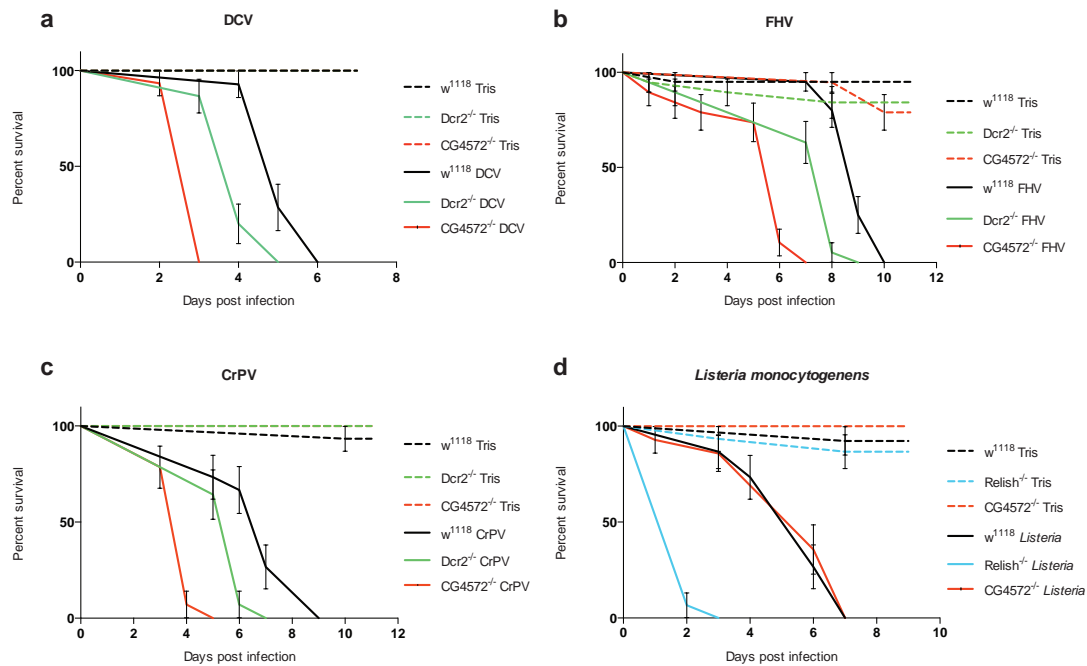 a
DCV
Percent survival
100
50
0
0 2 4 6 8
Days post infection
w¹¹¹⁸ Tris
Dcr2⁻/⁻ Tris
CG4572⁻/⁻ Tris
w¹¹¹⁸ DCV
Dcr2⁻/⁻ DCV
CG4572⁻/⁻ DCV
b
FHV
Percent survival
100
50
0
0 2 4 6 8 10 12
Days post infection
w¹¹¹⁸ Tris
Dcr2⁻/⁻ Tris
CG4572⁻/⁻ Tris
w¹¹¹⁸ FHV
Dcr2⁻/⁻ FHV
CG4572⁻/⁻ FHV
c
CrPV
Percent survival
100
50
0
0 2 4 6 8 10 12
Days post infection
w¹¹¹⁸ Tris
Dcr2⁻/⁻ Tris
CG4572⁻/⁻ Tris
w¹¹¹⁸ CrPV
Dcr2⁻/⁻ CrPV
CG4572⁻/⁻ CrPV
d
Listeria monocytogenens
Percent survival
100
50
0
0 2 4 6 8 10
Days post infection
w¹¹¹⁸ Tris
Relish⁻/⁻ Tris
CG4572⁻/⁻ Tris
w¹¹¹⁸ Listeria
Relish⁻/⁻ Listeria
CG4572⁻/⁻ Listeria